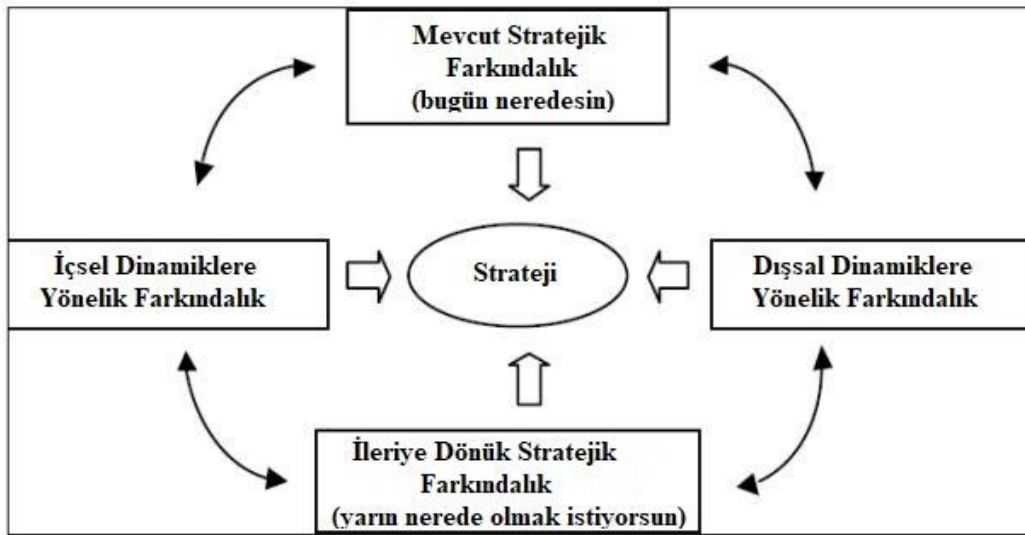 Mevcut Stratejik
Farkındalık
(bugün neredesin)
İçsel Dinamiklere
Yönelik Farkındalık
Strateji
Dışsal Dinamiklere
Yönelik Farkındalık
İleriye Dönük Stratejik
Farkındalık
(yarın nerede olmak istiyorsun)